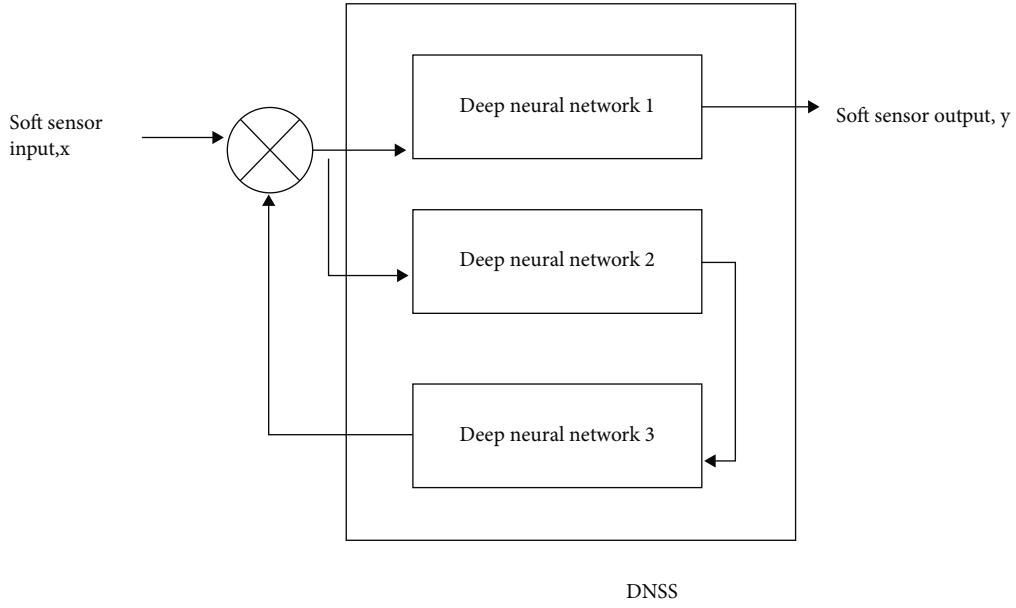 Soft sensor
input,x
Deep neural network 1
Soft sensor output, y
Deep neural network 2
Deep neural network 3
DNSS